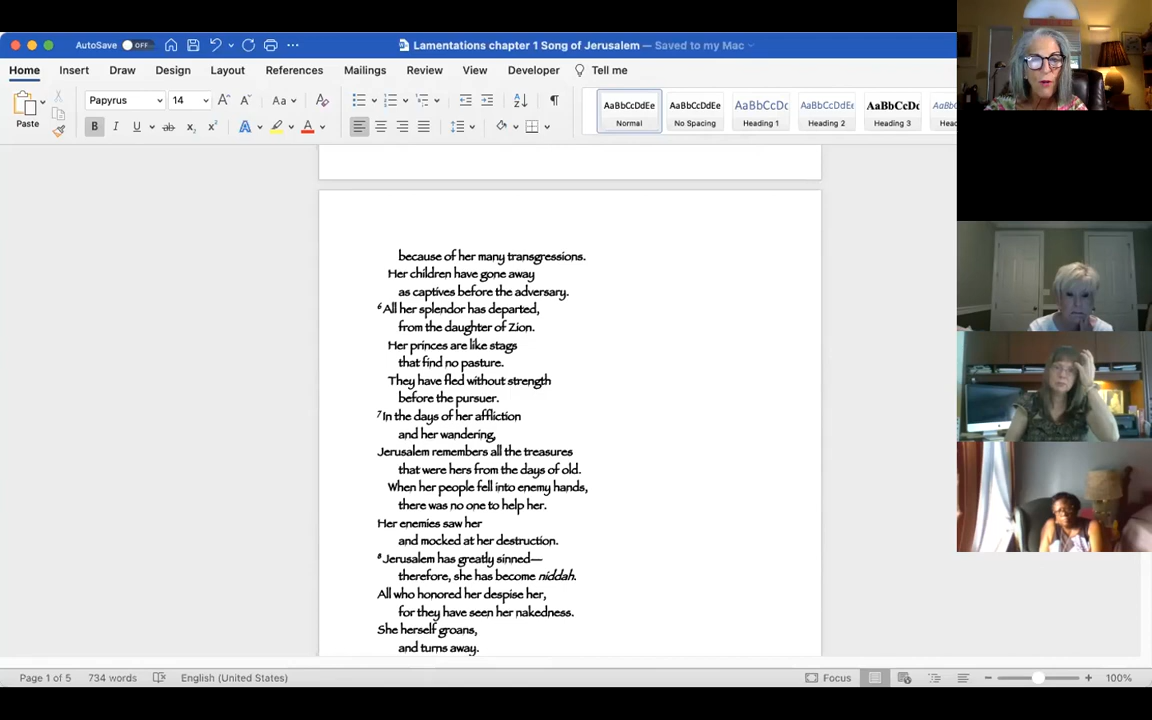 AutoSave OFF
Lamentations chapter 1 Song of Jerusalem — Saved to my Mac
Home Insert Draw Design Layout References Mailings Review View Developer Tell me
Paste
Papyrus 14 A A Aa A
B I U ab x₂ x² A A
AaBbCcDdEe AaBbCcDdEe AaBbCcDc AaBbCcDdEe AaBbCcDc
Normal No Spacing Heading 1 Heading 2 Heading 3
because of her many transgressions.
Her children have gone away
as captives before the adversary.
⁶All her splendor has departed,
from the daughter of Zion.
Her princes are like stags
that find no pasture.
They have fled without strength
before the pursuer.
⁷In the days of her affliction
and her wandering,
Jerusalem remembers all the treasures
that were hers from the days of old.
When her people fell into enemy hands,
there was no one to help her.
Her enemies saw her
and mocked at her destruction.
⁸Jerusalem has greatly sinned—
therefore, she has become niddah.
All who honored her despise her,
for they have seen her nakedness.
She herself groans,
and turns away.
Page 1 of 5 734 words English (United States) Focus 100%